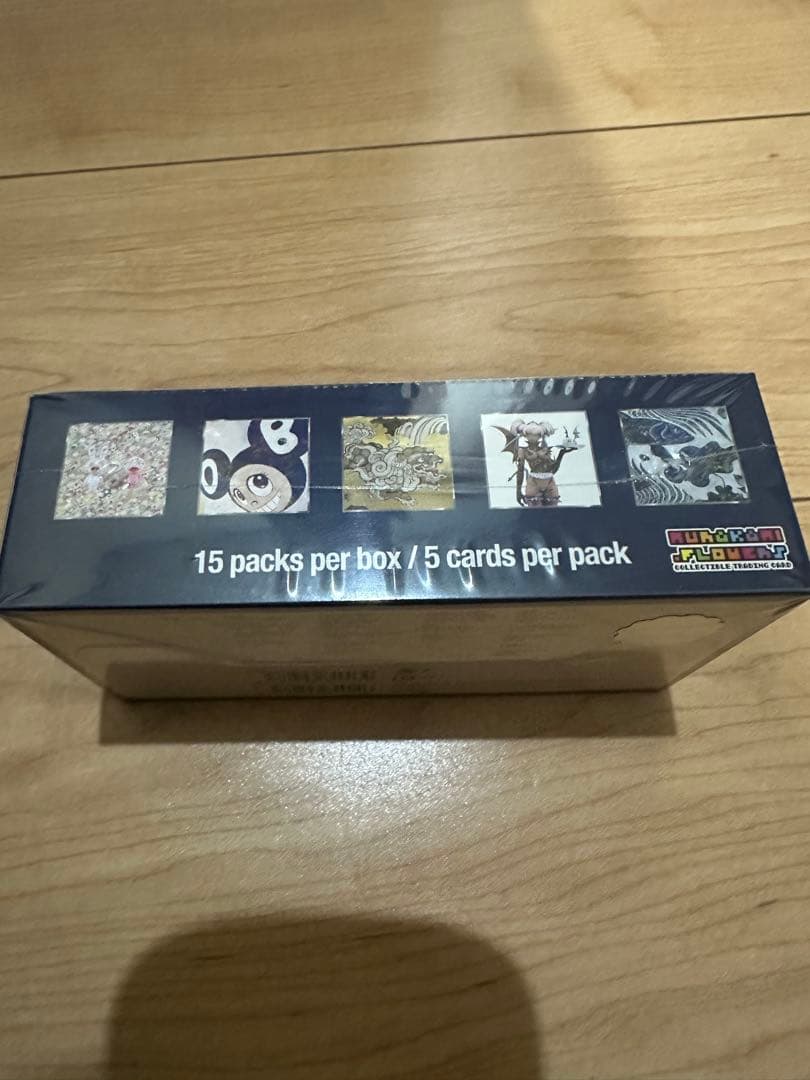 15 packs per box / 5 cards per pack
MURAKAMI
.FLOWERS
COLLECTIBLE TRADING CARD